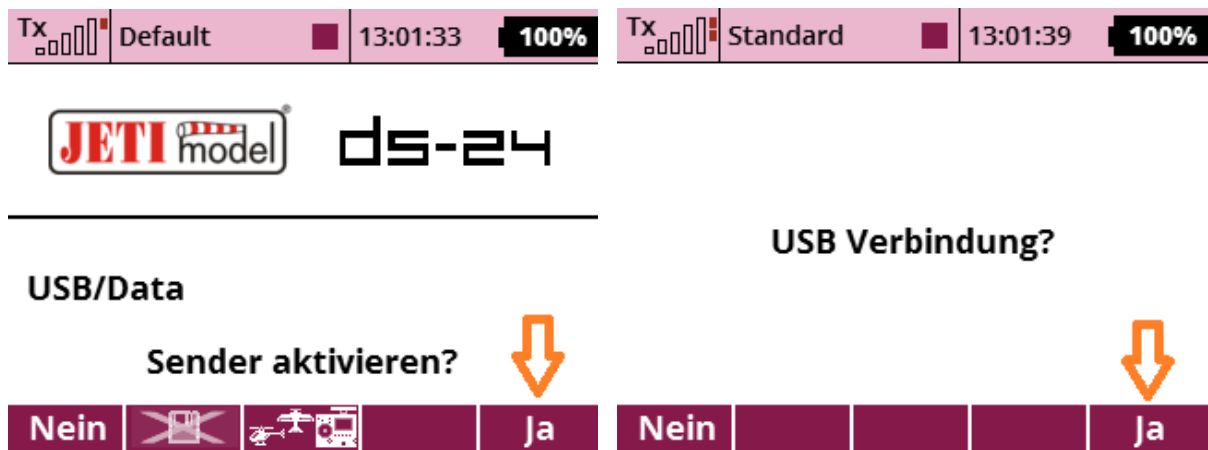 Tx Default 13:01:33 100%
JETI model® ds-24
USB/Data
Sender aktivieren?
Nein Ja
Tx Standard 13:01:39 100%
USB Verbindung?
Nein Ja